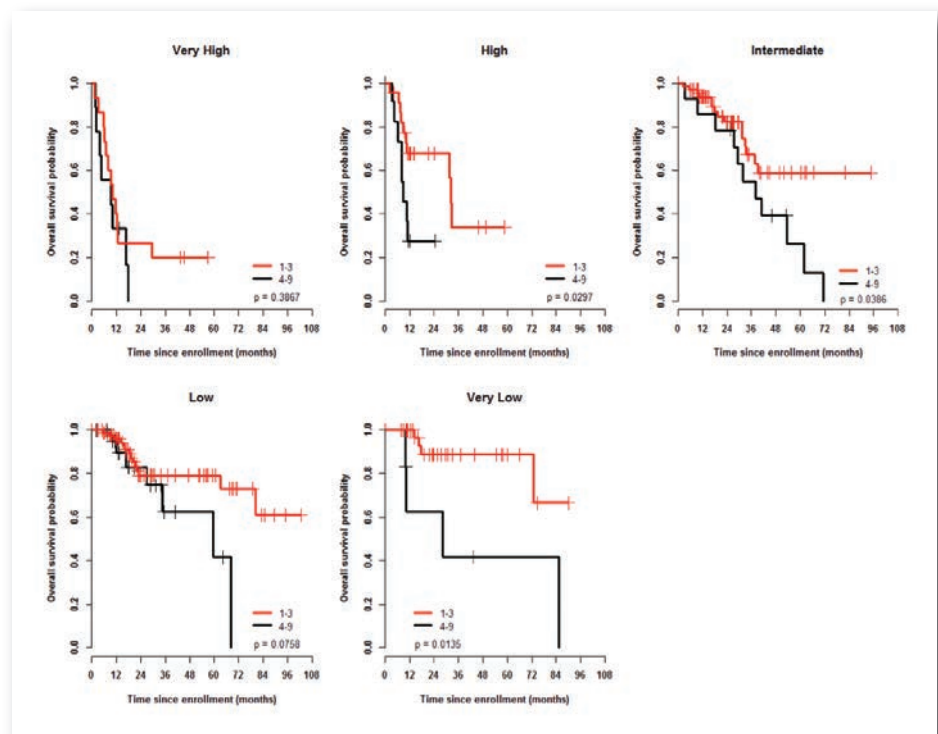 Very High
Overall survival probability
1.0
0.8
0.6
0.4
0.2
0.0
1-3
4-9
p = 0.3867
0 12 24 36 48 60 72 84 96 108
Time since enrollment (months)
High
Overall survival probability
1.0
0.8
0.6
0.4
0.2
0.0
1-3
4-9
p = 0.0297
0 12 24 36 48 60 72 84 96 108
Time since enrollment (months)
Intermediate
Overall survival probability
1.0
0.8
0.6
0.4
0.2
0.0
1-3
4-9
p = 0.0386
0 12 24 36 48 60 72 84 96 108
Time since enrollment (months)
Low
Overall survival probability
1.0
0.8
0.6
0.4
0.2
0.0
1-3
4-9
p = 0.0758
0 12 24 36 48 60 72 84 96 108
Time since enrollment (months)
Very Low
Overall survival probability
1.0
0.8
0.6
0.4
0.2
0.0
1-3
4-9
p = 0.0135
0 12 24 36 48 60 72 84 96 108
Time since enrollment (months)